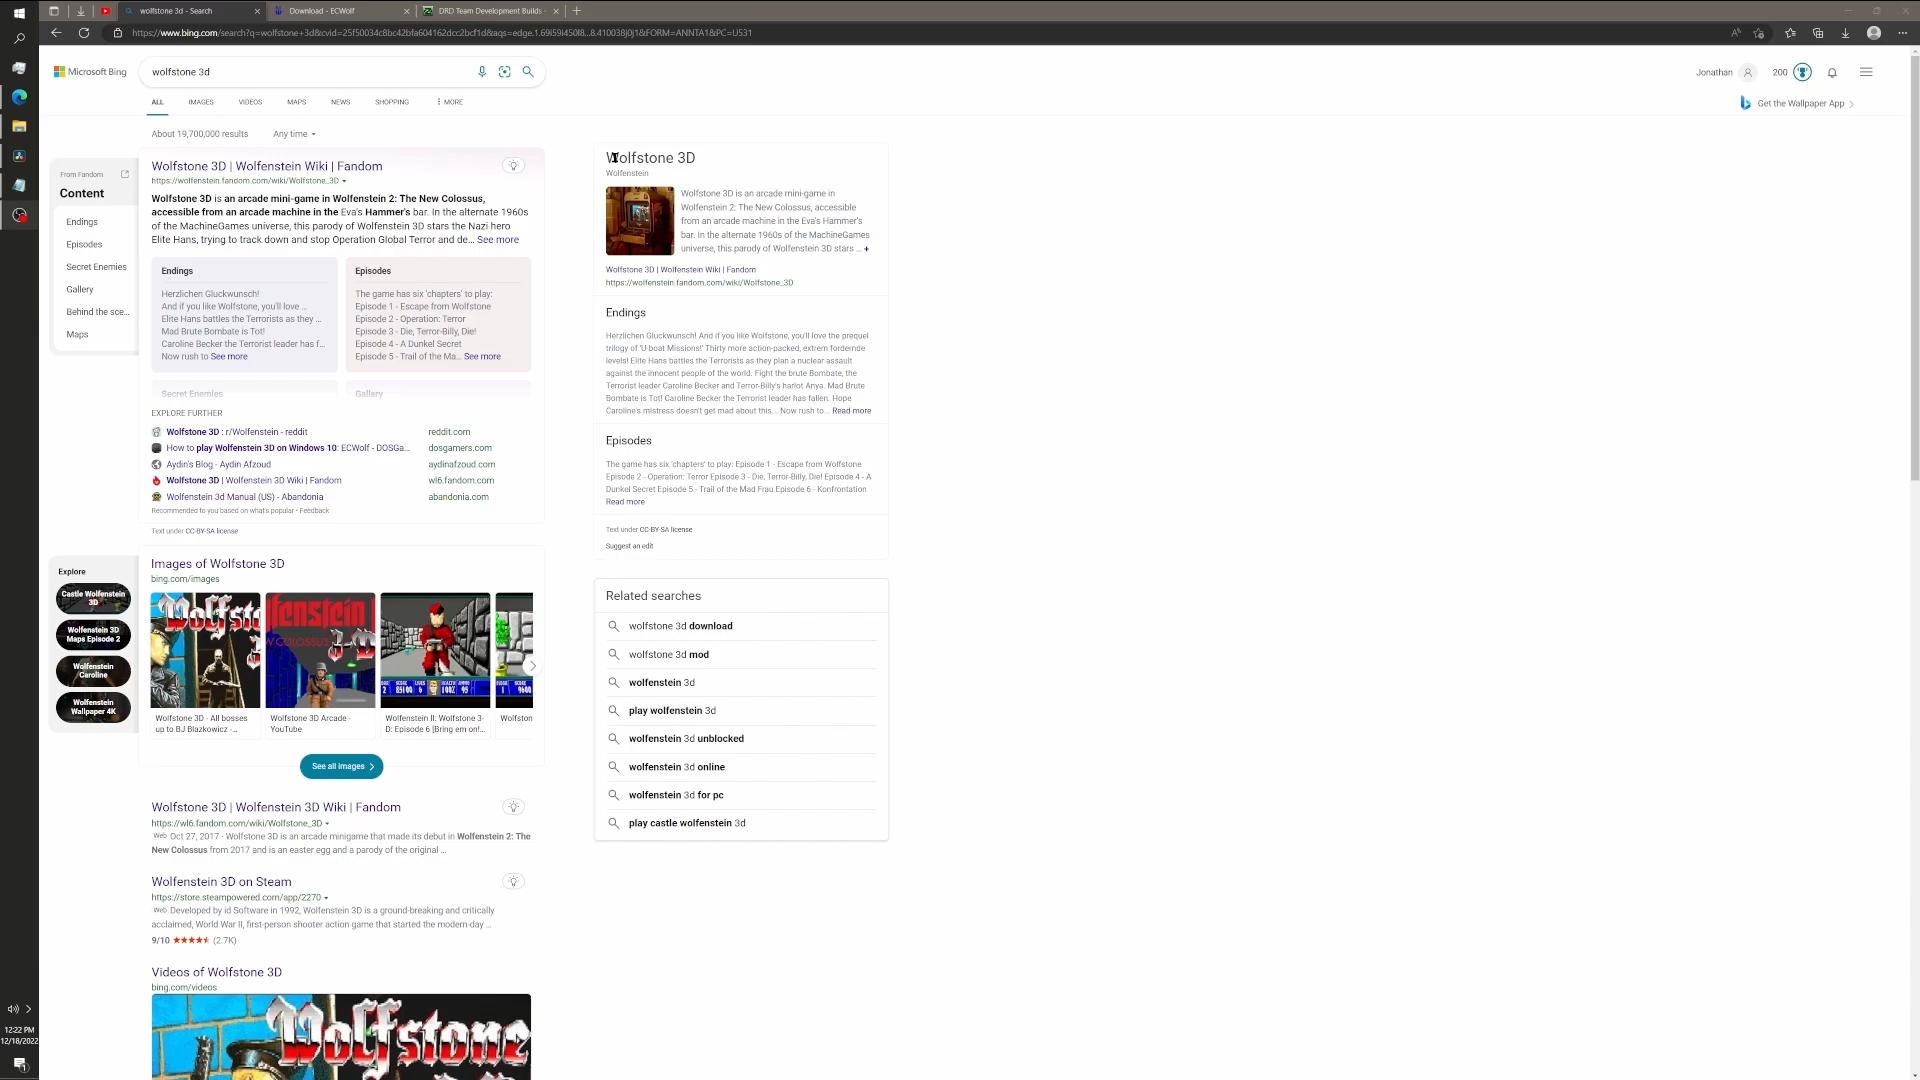 wolfstone 3d - Search
Download - ECWolf
DRD Team Development Builds -
https://www.bing.com/search?q=wolfstone+3d&cvid=25f50034c8bc42bfa604162dcc2bcf1d&aqs=edge.1.69i59i450l8...8.410038j0j1&FORM=ANNTA1&PC=U531
Microsoft Bing
wolfstone 3d
Jonathan
200
ALL
IMAGES
VIDEOS
MAPS
NEWS
SHOPPING
MORE
Get the Wallpaper App
About 19,700,000 results
Any time
From Fandom
Content
Endings
Episodes
Secret Enemies
Gallery
Behind the sce...
Maps
Wolfstone 3D | Wolfenstein Wiki | Fandom
https://wolfenstein.fandom.com/wiki/Wolfstone_3D
Wolfstone 3D is an arcade mini-game in Wolfenstein 2: The New Colossus,
accessible from an arcade machine in the Eva's Hammer's bar. In the alternate 1960s
of the MachineGames universe, this parody of Wolfenstein 3D stars the Nazi hero
Elite Hans, trying to track down and stop Operation Global Terror and de... See more
Endings
Herzlichen Gluckwunsch!
And if you like Wolfstone, you'll love ...
Elite Hans battles the Terrorists as they ...
Mad Brute Bombate is Tot!
Caroline Becker the Terrorist leader has f...
Now rush to See more
Episodes
The game has six 'chapters' to play:
Episode 1 - Escape from Wolfstone
Episode 2 - Operation: Terror
Episode 3 - Die, Terror-Billy, Die!
Episode 4 - A Dunkel Secret
Episode 5 - Trail of the Ma... See more
Secret Enemies
Gallery
EXPLORE FURTHER
Wolfstone 3D : r/Wolfenstein - reddit
reddit.com
How to play Wolfenstein 3D on Windows 10: ECWolf - DOSGa...
dosgamers.com
Aydin's Blog - Aydin Afzoud
aydinafzoud.com
Wolfstone 3D | Wolfenstein 3D Wiki | Fandom
wl6.fandom.com
Wolfenstein 3d Manual (US) - Abandonia
abandonia.com
Recommended to you based on what's popular • Feedback
Text under CC-BY-SA license
Explore
Castle Wolfenstein
3D
Wolfenstein 3D
Maps Episode 2
Wolfenstein
Caroline
Wolfenstein
Wallpaper 4K
Images of Wolfstone 3D
bing.com/images
Wolfstone 3D - All bosses
up to BJ Blazkowicz -...
Wolfstone 3D Arcade -
YouTube
Wolfenstein II: Wolfstone 3-
D: Episode 6 [Bring em on!...
Wolfston
See all images
Wolfstone 3D | Wolfenstein 3D Wiki | Fandom
https://wl6.fandom.com/wiki/Wolfstone_3D
Web Oct 27, 2017 · Wolfstone 3D is an arcade minigame that made its debut in Wolfenstein 2: The
New Colossus from 2017 and is an easter egg and a parody of the original ...
Wolfenstein 3D on Steam
https://store.steampowered.com/app/2270
Web Developed by id Software in 1992, Wolfenstein 3D is a ground-breaking and critically
acclaimed, World War II, first-person shooter action game that started the modern-day ...
9/10
(2.7K)
Videos of Wolfstone 3D
bing.com/videos
Wolfstone
Wolfstone 3D
Wolfenstein
Wolfstone 3D is an arcade mini-game in
Wolfenstein 2: The New Colossus, accessible
from an arcade machine in the Eva's Hammer's
bar. In the alternate 1960s of the MachineGames
universe, this parody of Wolfenstein 3D stars ... +
Wolfstone 3D | Wolfenstein Wiki | Fandom
https://wolfenstein.fandom.com/wiki/Wolfstone_3D
Endings
Herzlichen Gluckwunsch! And if you like Wolfstone, you'll love the prequel
trilogy of 'U-boat Missions!' Thirty more action-packed, extrem fordernde
levels! Elite Hans battles the Terrorists as they plan a nuclear assault
against the innocent people of the world. Fight the brute Bombate, the
Terrorist leader Caroline Becker and Terror-Billy's harlot Anya. Mad Brute
Bombate is Tot! Caroline Becker the Terrorist leader has fallen. Hope
Caroline's mistress doesn't get mad about this... Now rush to... Read more
Episodes
The game has six 'chapters' to play: Episode 1 - Escape from Wolfstone
Episode 2 - Operation: Terror Episode 3 - Die, Terror-Billy, Die! Episode 4 - A
Dunkel Secret Episode 5 - Trail of the Mad Frau Episode 6 - Konfrontation
Read more
Text under CC-BY-SA license
Suggest an edit
Related searches
wolfstone 3d download
wolfstone 3d mod
wolfenstein 3d
play wolfenstein 3d
wolfenstein 3d unblocked
wolfenstein 3d online
wolfenstein 3d for pc
play castle wolfenstein 3d
12:22 PM
12/18/2022